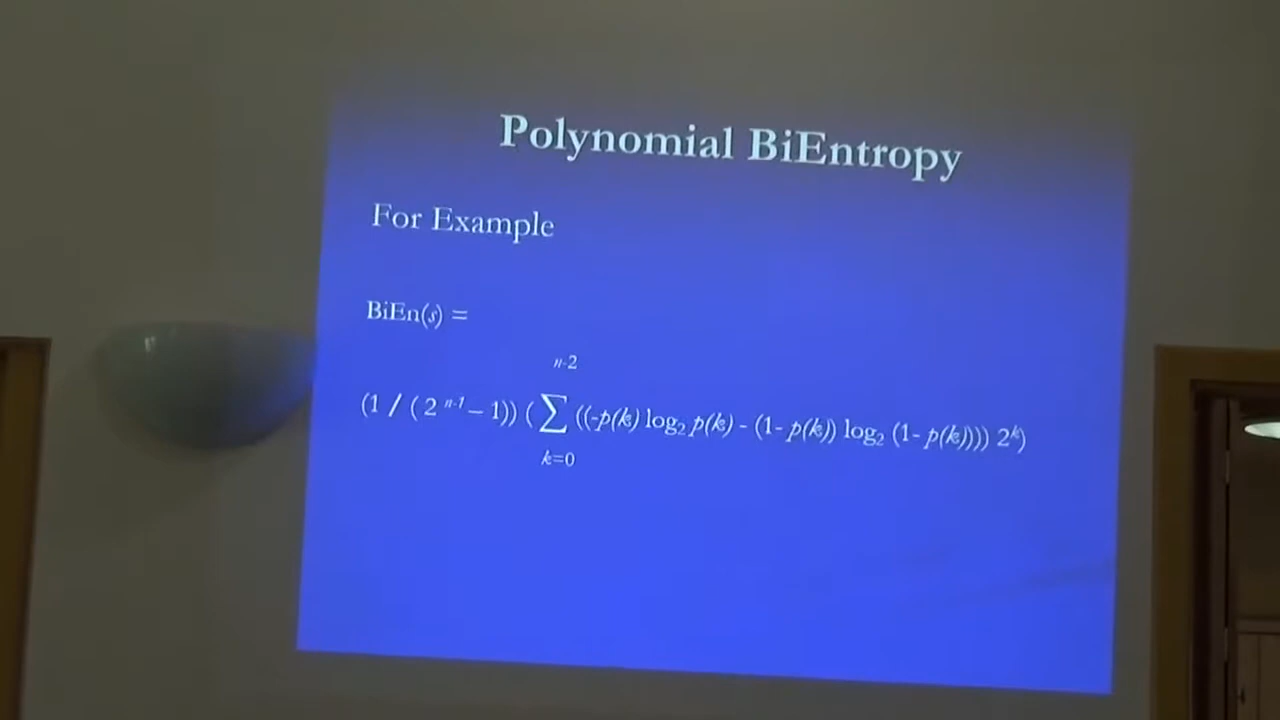 Polynomial BiEntropy
For Example
BiEn(s) =
n-2
(1 / ( 2 ⁿ⁻¹ – 1)) ( ∑ ((-p(k) log₂ p(k) - (1- p(k)) log₂ (1- p(k)))) 2ᵏ)
k=0